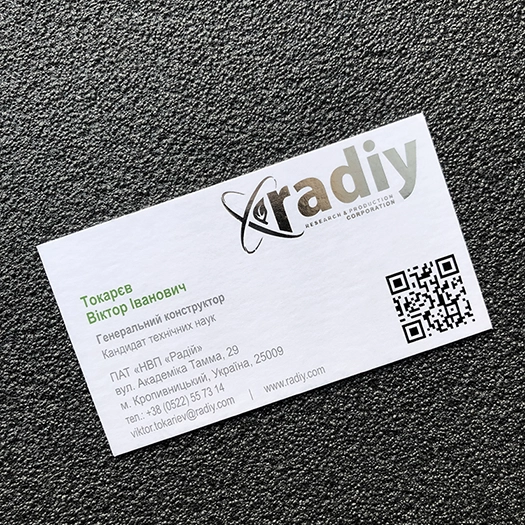 radiy
RESEARCH & PRODUCTION
CORPORATION
Токарєв
Віктор Іванович
Генеральний конструктор
Кандидат технічних наук
ПАТ «НВП «Радій»
вул. Академіка Тамма, 29
м. Кропивницький, Україна, 25009
тел.: +38 (0522) 55 73 14
viktor.tokariev@radiy.com | www.radiy.com